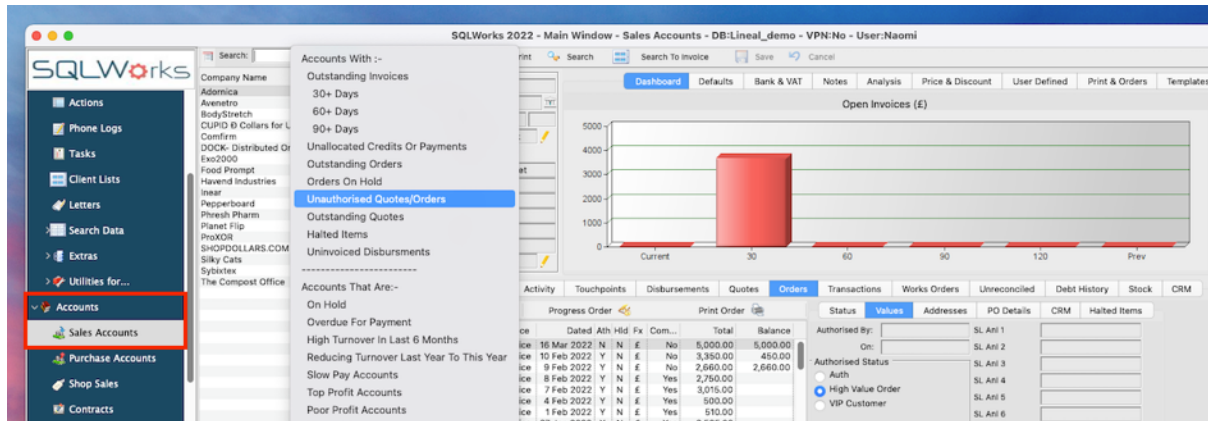 SQLWorks 2022 - Main Window - Sales Accounts - DB:Lineal_demo - VPN:No - User:Naomi
SQLWorks
Actions
Phone Logs
Tasks
Client Lists
Letters
Search Data
Extras
Utilities for...
Accounts
Sales Accounts
Purchase Accounts
Shop Sales
Contracts
Search:
Search
Search To Invoice
Save
Cancel
Company Name
Adornica
Avenetro
BodyStretch
CUPID & Collars for
Comfirm
DOCK- Distributed
Exo2000
Food Prompt
Havend Industries
Inear
Pepperboard
Phresh Pharm
Planet Flip
ProXOR
SHOPDOLLARS.COM
Silky Cats
Sybixtex
The Compost Office
Accounts With :-
Outstanding Invoices
30+ Days
60+ Days
90+ Days
Unallocated Credits Or Payments
Outstanding Orders
Orders On Hold
Unauthorised Quotes/Orders
Outstanding Quotes
Halted Items
Uninvoiced Disbursments
------------------------
Accounts That Are:-
On Hold
Overdue For Payment
High Turnover In Last 6 Months
Reducing Turnover Last Year To This Year
Slow Pay Accounts
Top Profit Accounts
Poor Profit Accounts
Dashboard Defaults Bank & VAT Notes Analysis Price & Discount User Defined Print & Orders Templates
Open Invoices (£)
5000
4000
3000
2000
1000
0
Current 30 60 90 120 Prev
Activity Touchpoints Disbursements Quotes Orders Transactions Works Orders Unreconciled Debt History Stock CRM
Progress Order Print Order
Dated Ath Hld Fx Com... Total Balance
16 Mar 2022 N N £ No 5,000.00 5,000.00
10 Feb 2022 Y N £ No 3,350.00 450.00
9 Feb 2022 Y N £ No 2,660.00 2,660.00
8 Feb 2022 Y N £ Yes 2,750.00
7 Feb 2022 Y N £ Yes 3,015.00
4 Feb 2022 Y N £ Yes 500.00
1 Feb 2022 Y N £ Yes 510.00
Status Values Addresses PO Details CRM Halted Items
Authorised By:
On:
Authorised Status
Auth
High Value Order
VIP Customer
SL Anl 1
SL Anl 2
SL Anl 3
SL Anl 4
SL Anl 5
SL Anl 6